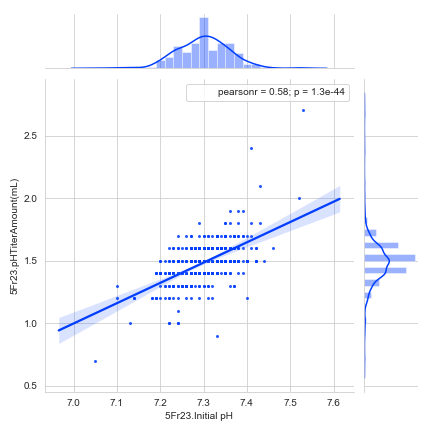 pearsonr = 0.58; p = 1.3e-44
5Fr23.pHTiterAmount(mL)
2.5
2.0
1.5
1.0
0.5
7.0 7.1 7.2 7.3 7.4 7.5 7.6
5Fr23.Initial pH